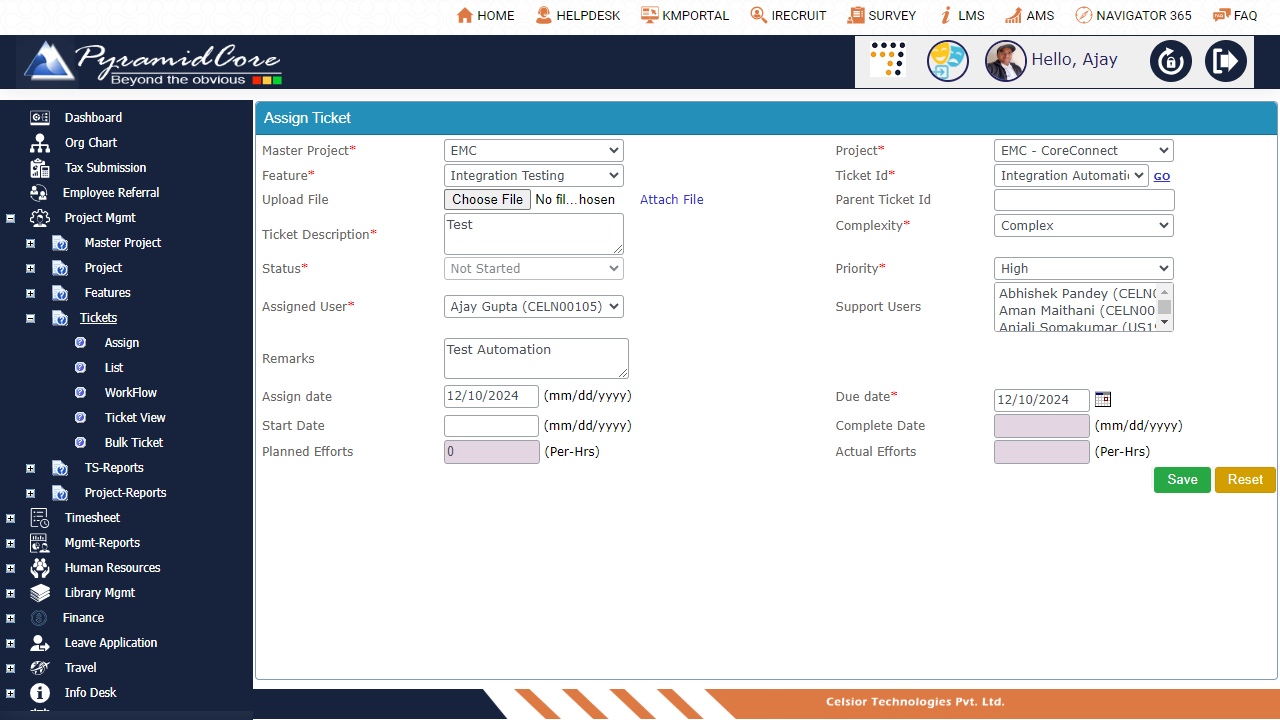 HOME HELPDESK KMPORTAL IRECRUIT SURVEY LMS AMS NAVIGATOR 365 FAQ
PyramidCore
Beyond the obvious
Hello, Ajay
Dashboard
Org Chart
Tax Submission
Employee Referral
Project Mgmt
Master Project
Project
Features
Tickets
Assign
List
WorkFlow
Ticket View
Bulk Ticket
TS-Reports
Project-Reports
Timesheet
Mgmt-Reports
Human Resources
Library Mgmt
Finance
Leave Application
Travel
Info Desk
Assign Ticket
Master Project* EMC Project* EMC - CoreConnect
Feature* Integration Testing Ticket Id* Integration Automati GO
Upload File Choose File No fil...hosen Attach File Parent Ticket Id
Ticket Description* Test Complexity* Complex
Status* Not Started Priority* High
Assigned User* Ajay Gupta (CELN00105) Support Users
Abhishek Pandey (CELN0
Aman Maithani (CELN00
Anjali Somakumar (US19
Remarks Test Automation
Assign date 12/10/2024 (mm/dd/yyyy) Due date* 12/10/2024
Start Date (mm/dd/yyyy) Complete Date (mm/dd/yyyy)
Planned Efforts 0 (Per-Hrs) Actual Efforts (Per-Hrs)
Save Reset
Celsior Technologies Pvt. Ltd.